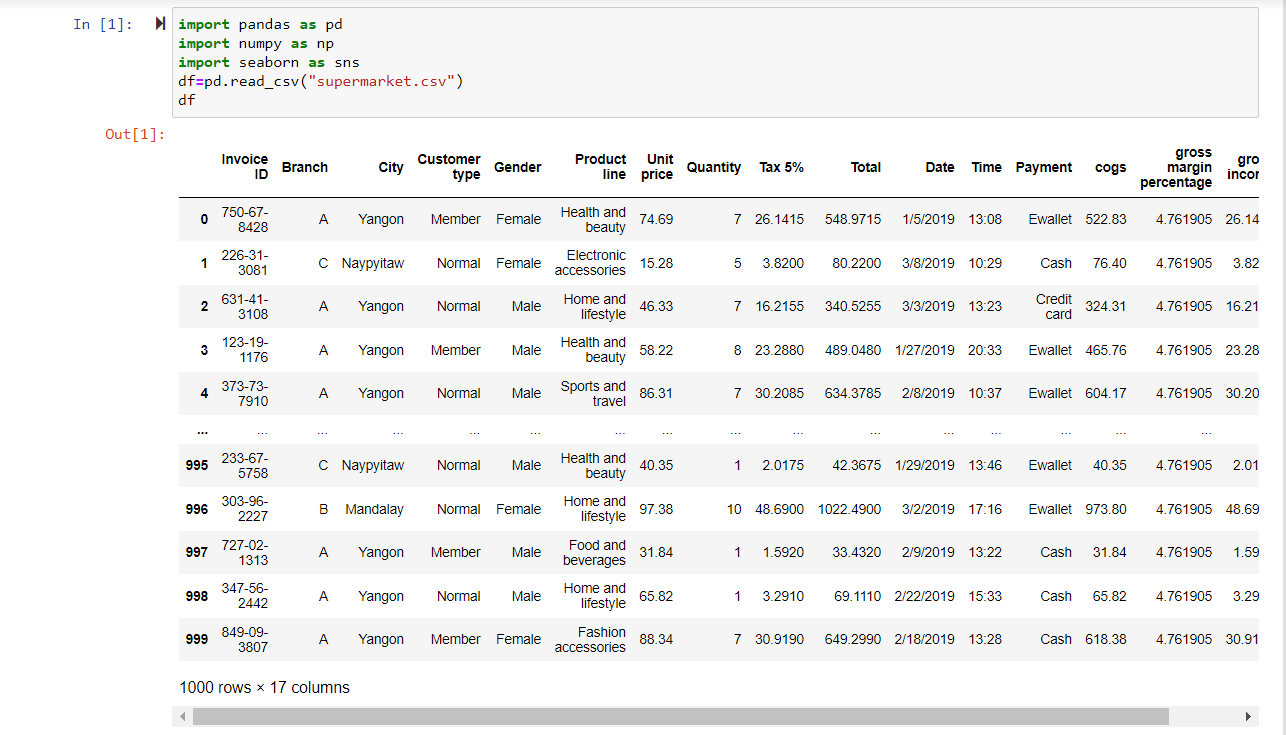 In [1]:
import pandas as pd
import numpy as np
import seaborn as sns
df=pd.read_csv("supermarket.csv")
df
Out[1]:
Invoice ID Branch City Customer type Gender Product line Unit price Quantity Tax 5% Total Date Time Payment cogs gross margin percentage gro incor
0 750-67-8428 A Yangon Member Female Health and beauty 74.69 7 26.1415 548.9715 1/5/2019 13:08 Ewallet 522.83 4.761905 26.14
1 226-31-3081 C Naypyitaw Normal Female Electronic accessories 15.28 5 3.8200 80.2200 3/8/2019 10:29 Cash 76.40 4.761905 3.82
2 631-41-3108 A Yangon Normal Male Home and lifestyle 46.33 7 16.2155 340.5255 3/3/2019 13:23 Credit card 324.31 4.761905 16.21
3 123-19-1176 A Yangon Member Male Health and beauty 58.22 8 23.2880 489.0480 1/27/2019 20:33 Ewallet 465.76 4.761905 23.28
4 373-73-7910 A Yangon Normal Male Sports and travel 86.31 7 30.2085 634.3785 2/8/2019 10:37 Ewallet 604.17 4.761905 30.20
... ... ... ... ... ... ... ... ... ... ... ... ... ... ... ...
995 233-67-5758 C Naypyitaw Normal Male Health and beauty 40.35 1 2.0175 42.3675 1/29/2019 13:46 Ewallet 40.35 4.761905 2.01
996 303-96-2227 B Mandalay Normal Female Home and lifestyle 97.38 10 48.6900 1022.4900 3/2/2019 17:16 Ewallet 973.80 4.761905 48.69
997 727-02-1313 A Yangon Member Male Food and beverages 31.84 1 1.5920 33.4320 2/9/2019 13:22 Cash 31.84 4.761905 1.59
998 347-56-2442 A Yangon Normal Male Home and lifestyle 65.82 1 3.2910 69.1110 2/22/2019 15:33 Cash 65.82 4.761905 3.29
999 849-09-3807 A Yangon Member Female Fashion accessories 88.34 7 30.9190 649.2990 2/18/2019 13:28 Cash 618.38 4.761905 30.91
1000 rows × 17 columns